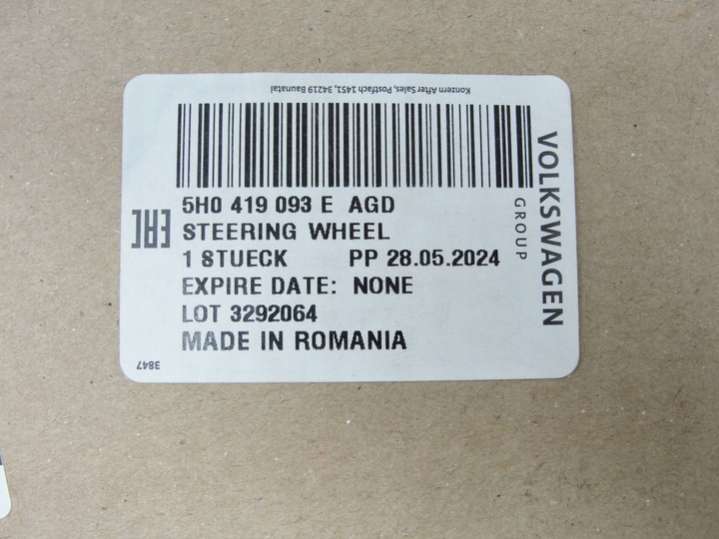 Konzern After Sales, Postfach 1451, 34219 Baunatal
VOLKSWAGEN
GROUP
5H0 419 093 E AGD
EAC
STEERING WHEEL
1 STUECK PP 28.05.2024
EXPIRE DATE: NONE
LOT 3292064
MADE IN ROMANIA
3847